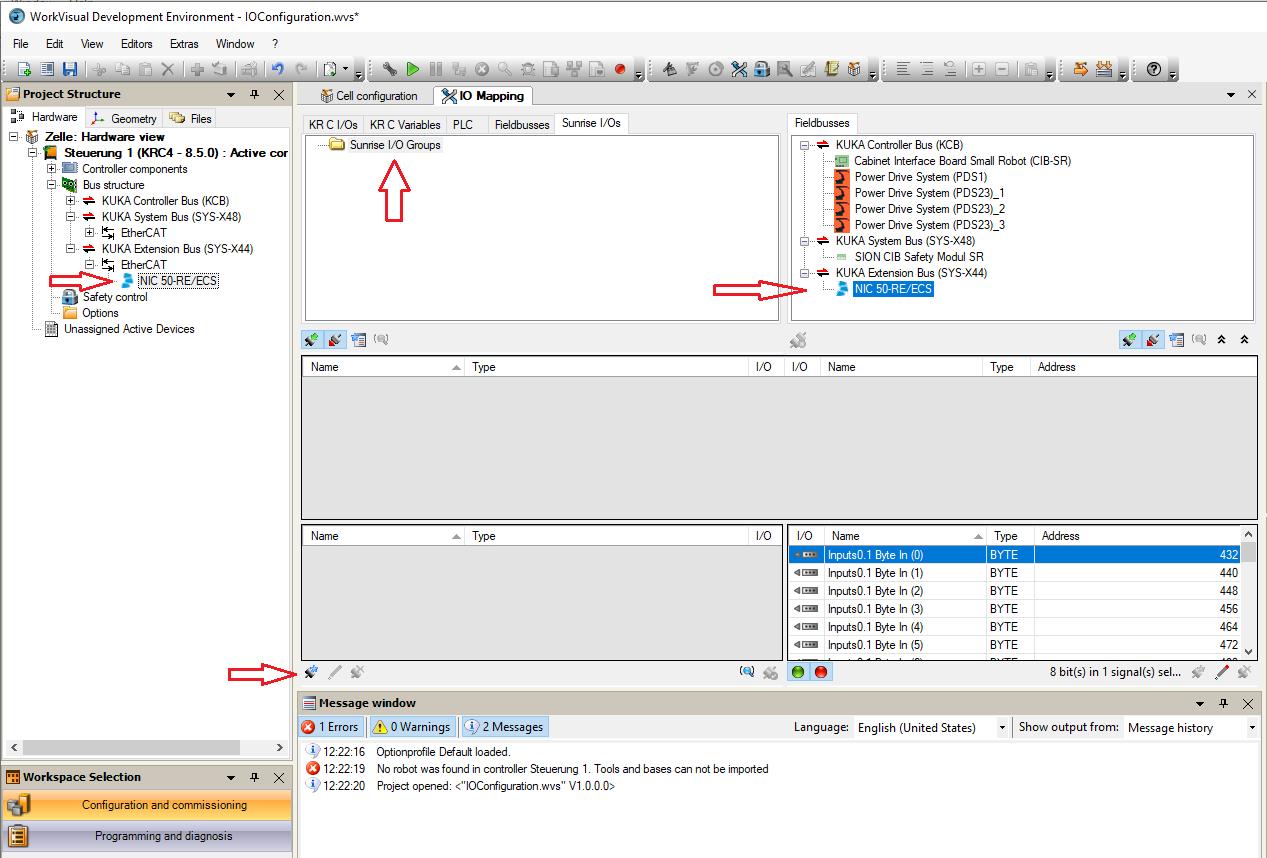 WorkVisual Development Environment - IOConfiguration.wvs*
File Edit View Editors Extras Window ?
Project Structure
Hardware Geometry Files
Zelle: Hardware view
Steuerung 1 (KRC4 - 8.5.0) : Active cor
Controller components
Bus structure
KUKA Controller Bus (KCB)
KUKA System Bus (SYS-X48)
EtherCAT
KUKA Extension Bus (SYS-X44)
EtherCAT
NIC 50-RE/ECS
Safety control
Options
Unassigned Active Devices
Workspace Selection
Configuration and commissioning
Programming and diagnosis
Cell configuration IO Mapping
KR C I/Os KR C Variables PLC Fieldbusses Sunrise I/Os
Sunrise I/O Groups
Fieldbusses
KUKA Controller Bus (KCB)
Cabinet Interface Board Small Robot (CIB-SR)
Power Drive System (PDS1)
Power Drive System (PDS23)_1
Power Drive System (PDS23)_2
Power Drive System (PDS23)_3
KUKA System Bus (SYS-X48)
SION CIB Safety Modul SR
KUKA Extension Bus (SYS-X44)
NIC 50-RE/ECS
Name Type I/O I/O Name Type Address
Name Type I/O
I/O Name Type Address
Inputs0.1 Byte In (0) BYTE 432
Inputs0.1 Byte In (1) BYTE 440
Inputs0.1 Byte In (2) BYTE 448
Inputs0.1 Byte In (3) BYTE 456
Inputs0.1 Byte In (4) BYTE 464
Inputs0.1 Byte In (5) BYTE 472
8 bit(s) in 1 signal(s) sel...
Message window
1 Errors 0 Warnings 2 Messages Language: English (United States) Show output from: Message history
12:22:16 Optionprofile Default loaded.
12:22:19 No robot was found in controller Steuerung 1. Tools and bases can not be imported
12:22:20 Project opened: <"IOConfiguration.wvs" V1.0.0.0>